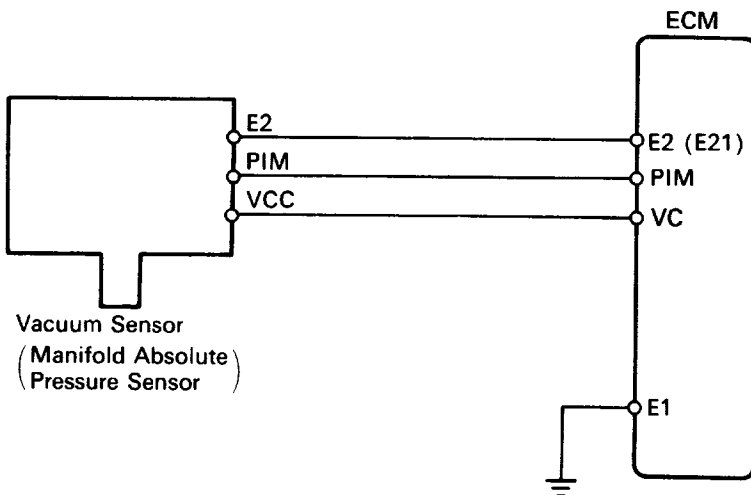 ECM
E2
E2 (E21)
PIM
PIM
VCC
VC
Vacuum Sensor
(Manifold Absolute
Pressure Sensor)
E1